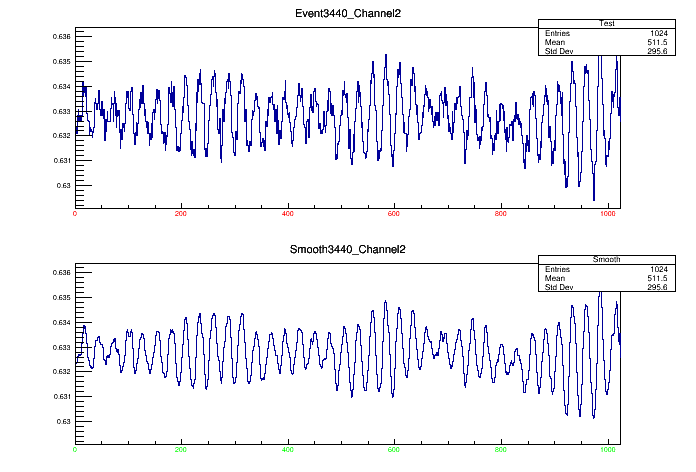 Event3440_Channel2
Test
Entries 1024
Mean 511.5
Std Dev 295.6
0.636
0.635
0.634
0.633
0.632
0.631
0.63
0 200 400 600 800 1000
Smooth3440_Channel2
Smooth
Entries 1024
Mean 511.5
Std Dev 295.6
0.636
0.635
0.634
0.633
0.632
0.631
0.63
0 200 400 600 800 1000